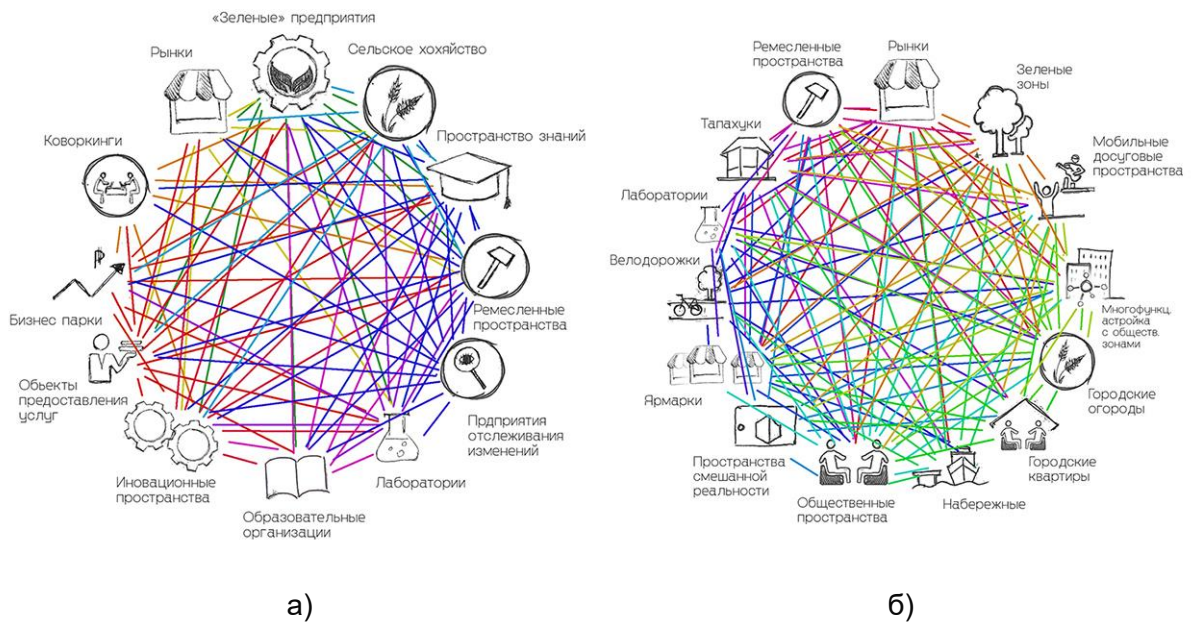 «Зеленые» предприятия
Рынки
Сельское хохяйство
Коворкинги
Пространство знаний
₽
Бизнес парки
Ремесленные
пространства
Обьекты
предоставления
услуг
Прдприятия
отслеживания
изменений
Иновационные
пространства
Лаборатории
Образовательные
организации
а)
Ремесленные
пространства
Рынки
Зеленые
зоны
Тапахуки
Мобильные
досуговые
пространства
Лаборатории
Велодорожки
Многофункц.
астройка
с обществ.
зонами
Ярмарки
Городские
огороды
Пространства
смешанной
реальности
Городские
квартиры
Общественные
пространства
Набережные
б)